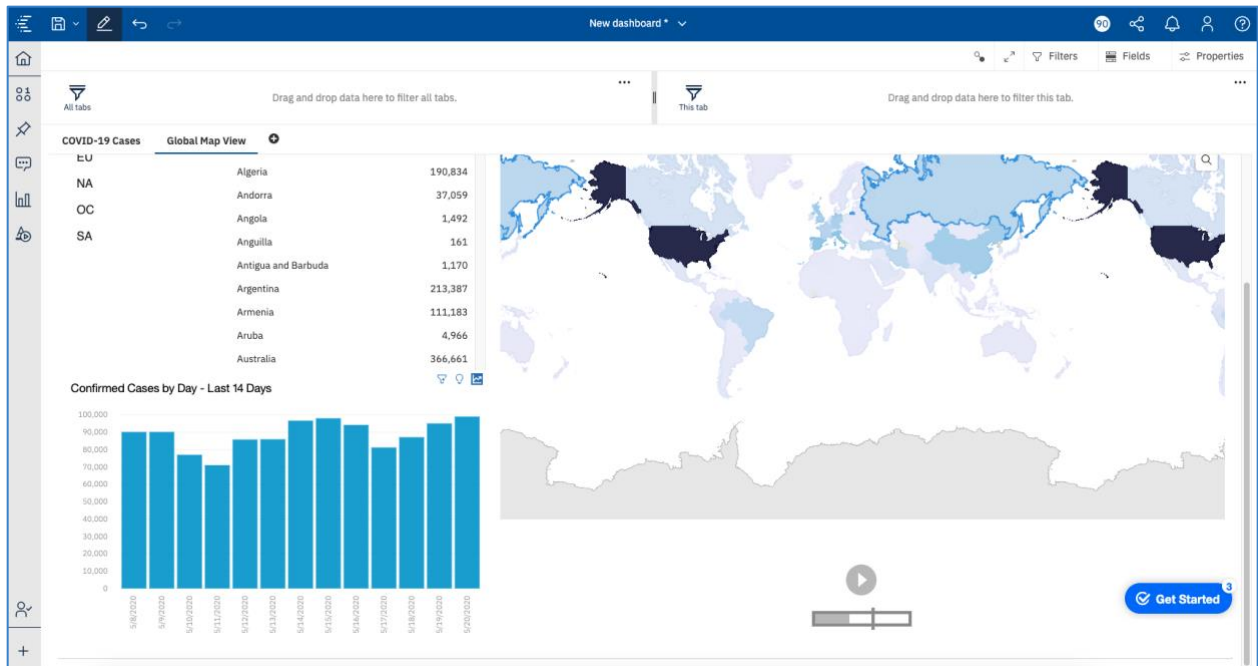 New dashboard *
90
Filters
Fields
Properties
All tabs
Drag and drop data here to filter all tabs.
This tab
Drag and drop data here to filter this tab.
COVID-19 Cases
Global Map View
EU
NA
OC
SA
Algeria 190,834
Andorra 37,059
Angola 1,492
Anguilla 161
Antigua and Barbuda 1,170
Argentina 213,387
Armenia 111,183
Aruba 4,966
Australia 366,661
Confirmed Cases by Day - Last 14 Days
100,000
90,000
80,000
70,000
60,000
50,000
40,000
30,000
20,000
10,000
0
5/8/2020
5/9/2020
5/10/2020
5/11/2020
5/12/2020
5/13/2020
5/14/2020
5/15/2020
5/16/2020
5/17/2020
5/18/2020
5/19/2020
5/20/2020
Get Started
3